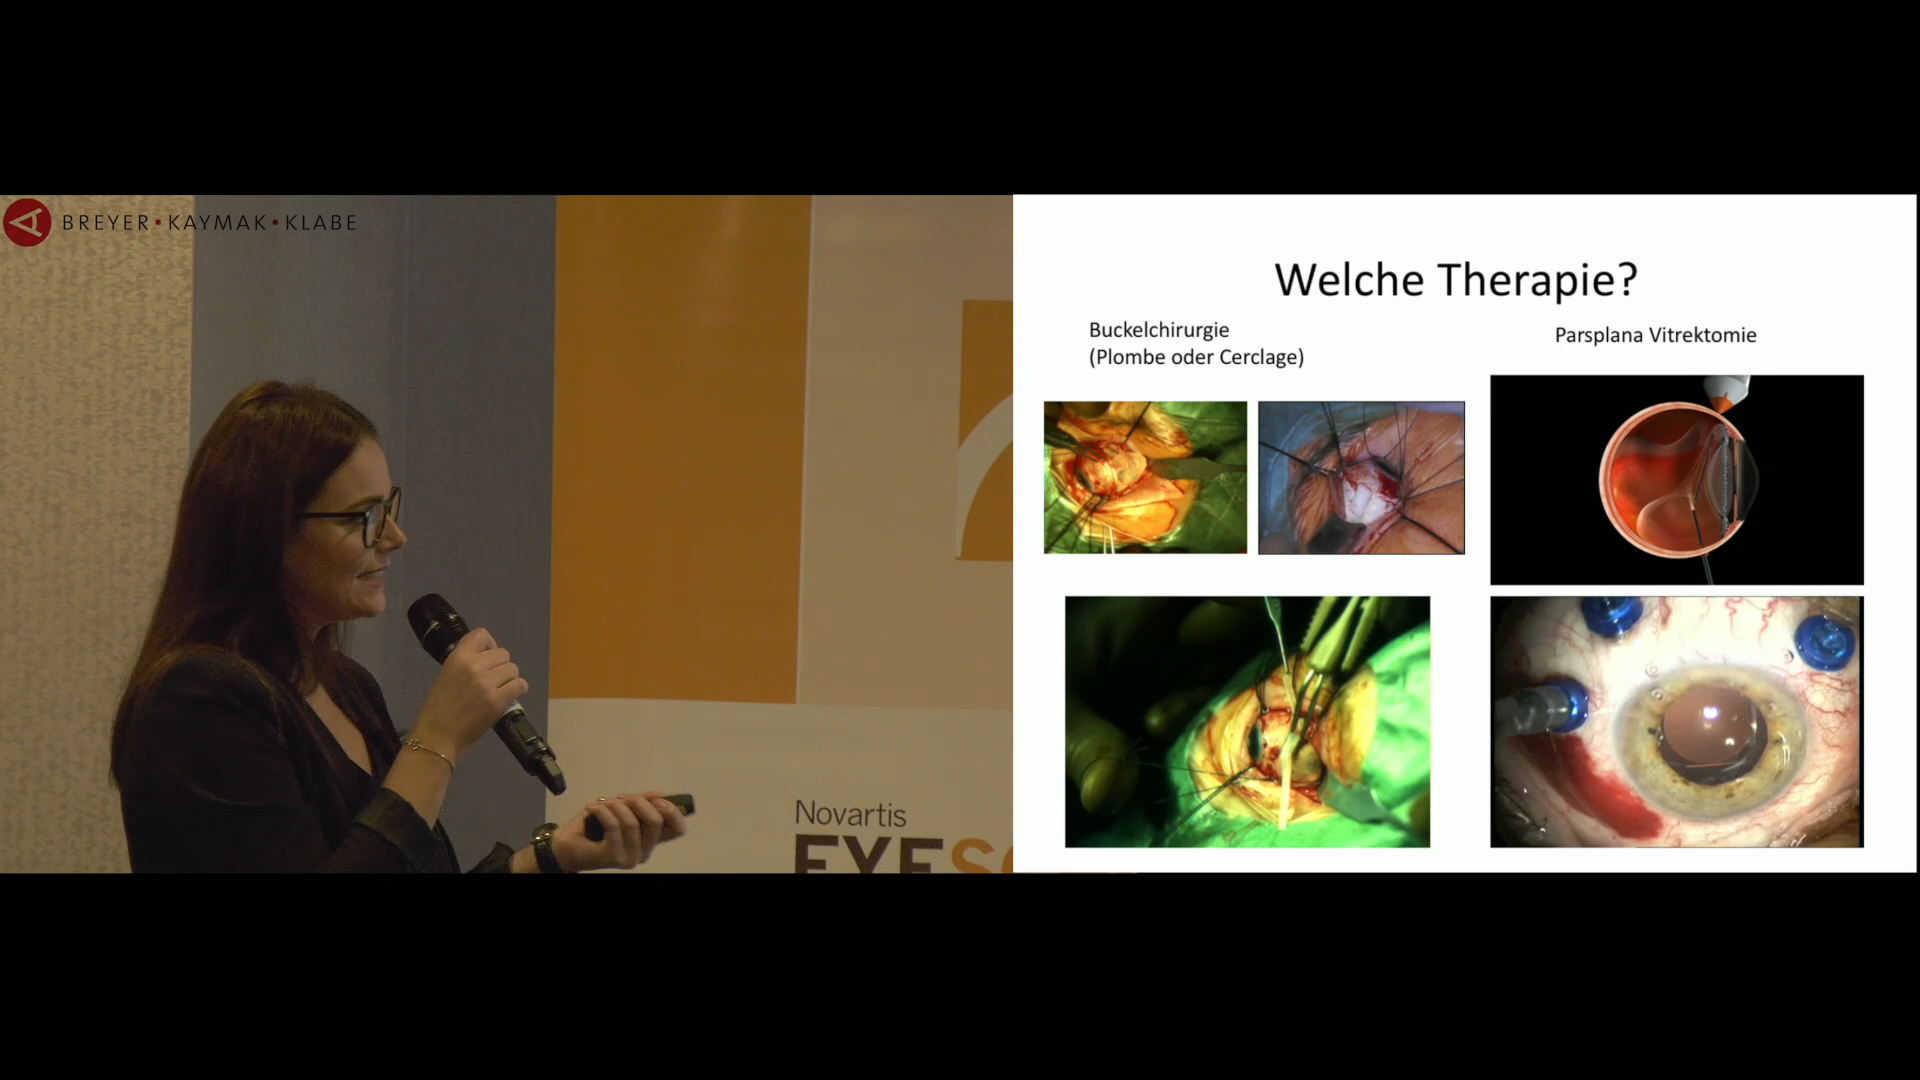 BREYER•KAYMAK•KLABE
Welche Therapie?
Buckelchirurgie
(Plombe oder Cerclage)
Parsplana Vitrektomie
Novartis